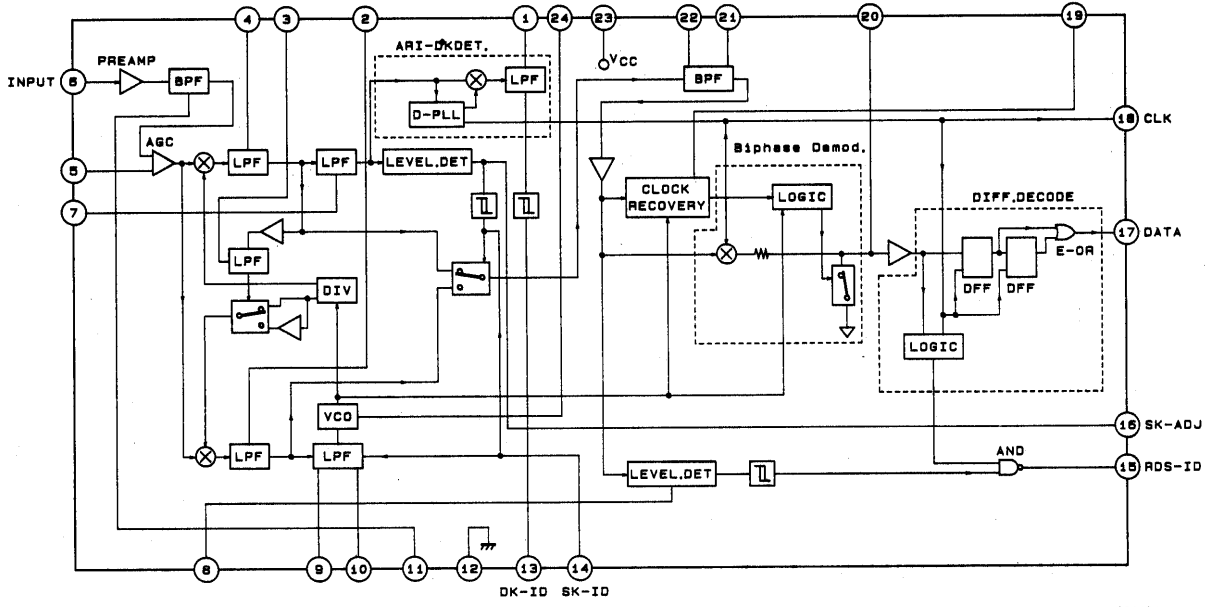 4 3 2 1 24 23 22 21 20 19
ARI-DKDET.
VCC
PREAMP
INPUT 6
BPF
LPF
BPF
D-PLL
18 CLK
AGC
Biphase Demod.
5
LPF
LPF
LEVEL.DET
CLOCK
RECOVERY
LOGIC
DIFF.DECODE
7
17 DATA
E-OR
LPF
DFF DFF
DIV
LOGIC
VCO
16 SK-ADJ
AND
LPF
LPF
LEVEL.DET
15 RDS-ID
8 9 10 11 12 13 14
DK-ID SK-ID